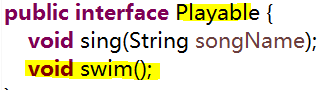 public interface Playable {
void sing(String songName);
void swim();